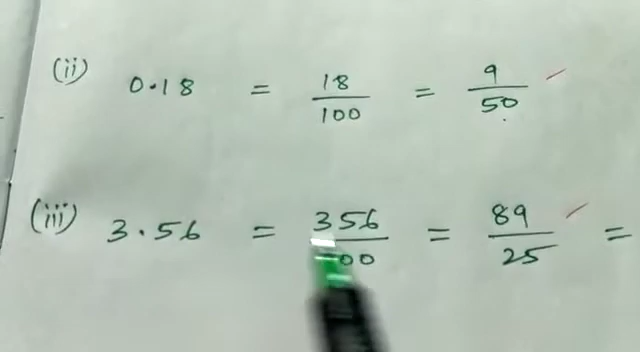 (ii) 0.18 = 18/100 = 9/50
(iii) 3.56 = 356/100 = 89/25 =